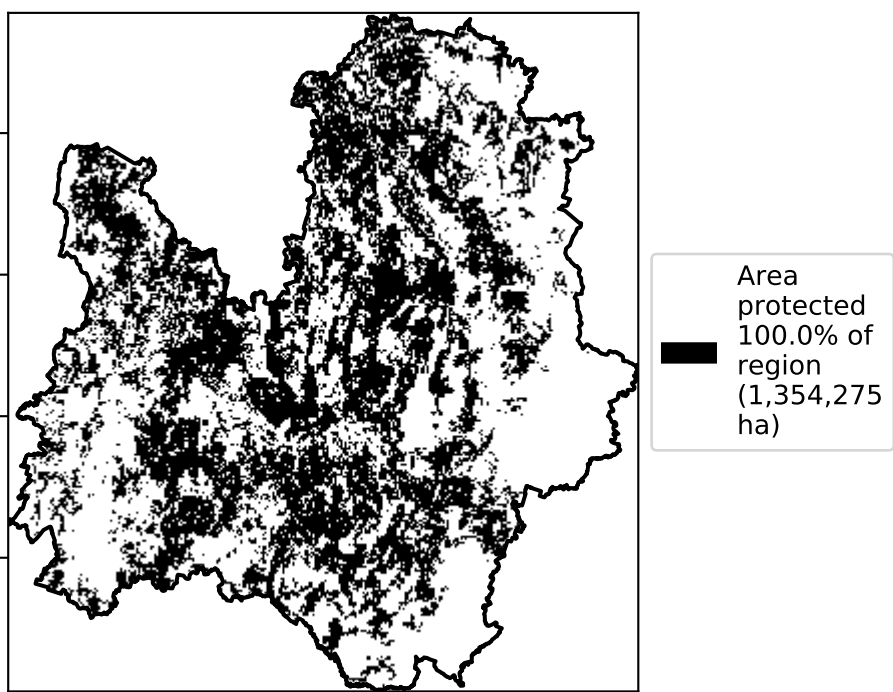 Area
protected
100.0% of
region
(1,354,275
ha)